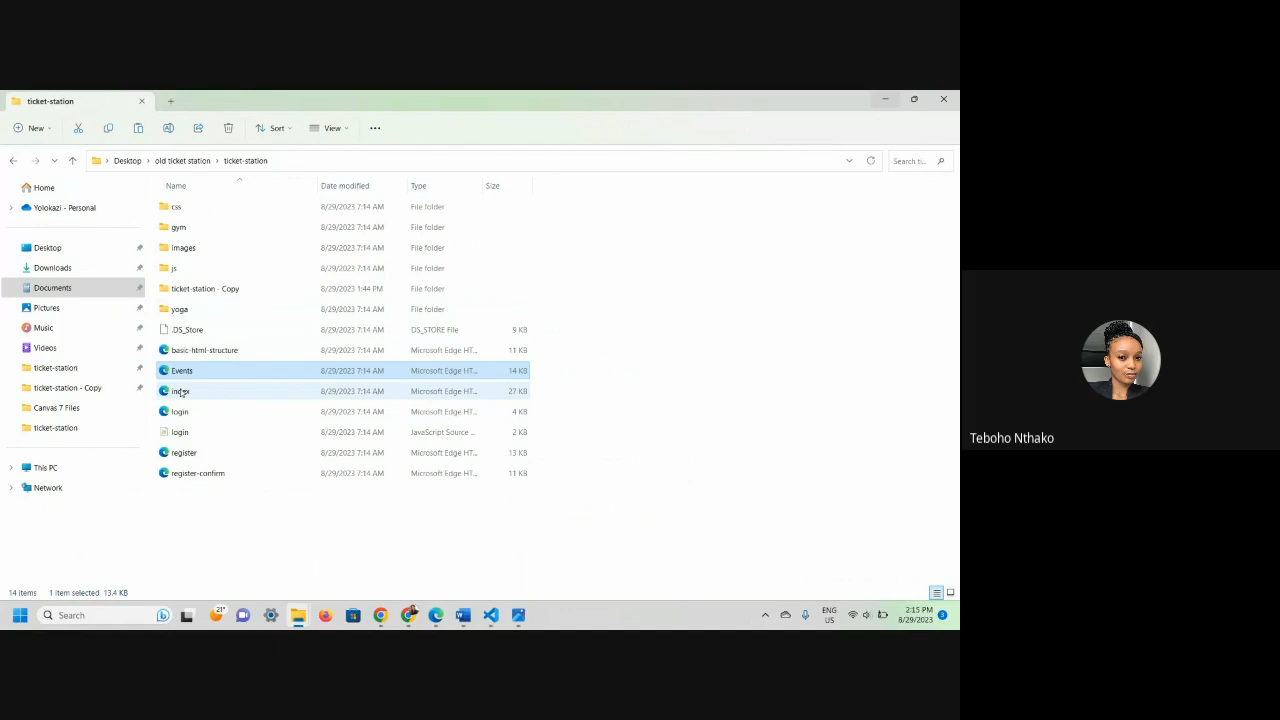 ticket-station
New
Sort
View
Desktop > old ticket station > ticket-station
Search ti...
Name Date modified Type Size
Home
Yolokazi - Personal
Desktop
Downloads
Documents
Pictures
Music
Videos
ticket-station
ticket-station - Copy
Canvas 7 Files
ticket-station
This PC
Network
css 8/29/2023 7:14 AM File folder
gym 8/29/2023 7:14 AM File folder
images 8/29/2023 7:14 AM File folder
js 8/29/2023 7:14 AM File folder
ticket-station - Copy 8/29/2023 1:44 PM File folder
yoga 8/29/2023 7:14 AM File folder
.DS_Store 8/29/2023 7:14 AM DS_STORE File 9 KB
basic-html-structure 8/29/2023 7:14 AM Microsoft Edge HT... 11 KB
Events 8/29/2023 7:14 AM Microsoft Edge HT... 14 KB
index 8/29/2023 7:14 AM Microsoft Edge HT... 27 KB
login 8/29/2023 7:14 AM Microsoft Edge HT... 4 KB
login 8/29/2023 7:14 AM JavaScript Source ... 2 KB
register 8/29/2023 7:14 AM Microsoft Edge HT... 13 KB
register-confirm 8/29/2023 7:14 AM Microsoft Edge HT... 11 KB
14 items 1 item selected 13.4 KB
Search
21°
ENG
US
2:15 PM
8/29/2023
3
Teboho Nthako